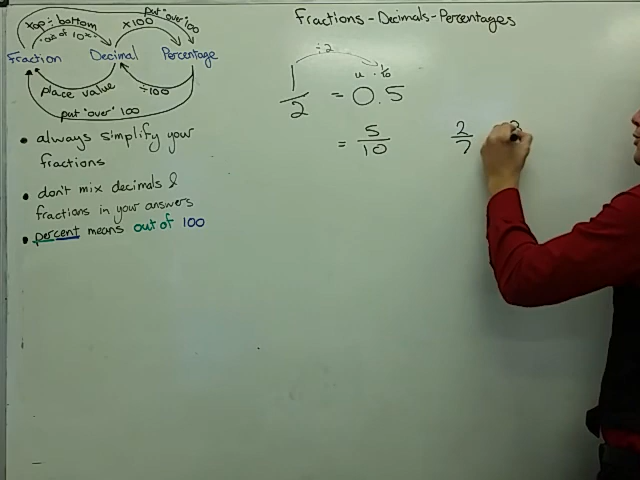 Fractions - Decimals - Percentages
put "over" 100
top ÷ bottom
"out of 10..."
×100
Fraction Decimal Percentage
place value
÷100
put "over" 100
• always simplify your
fractions
• don't mix decimals &
fractions in your answers
• percent means out of 100
÷2
u . 1/10
1/2 = 0.5
= 5/10
2/7